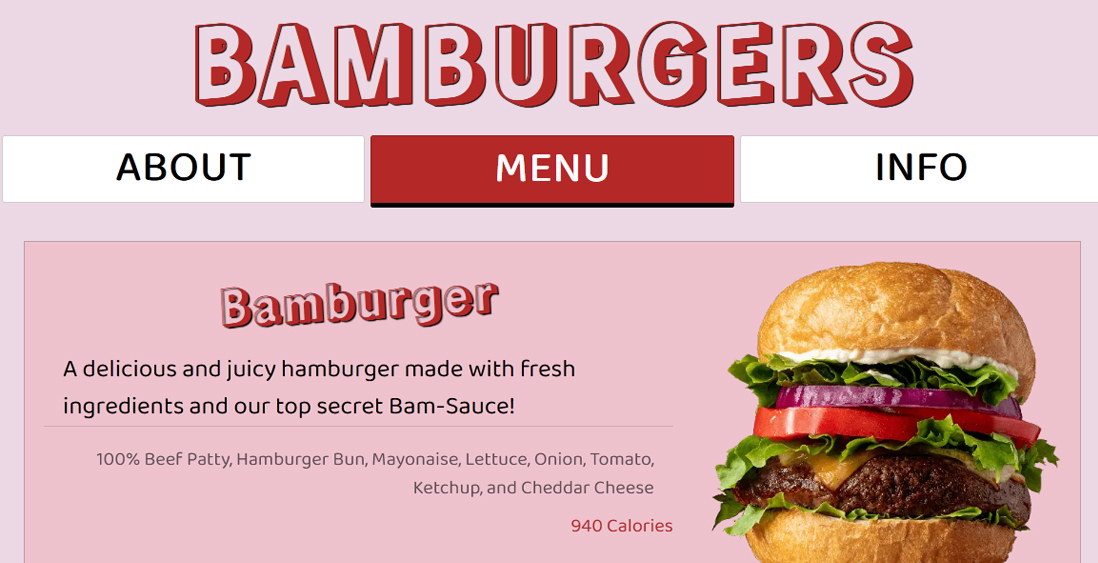 BAMBURGERS
ABOUT
MENU
INFO
Bamburger
A delicious and juicy hamburger made with fresh
ingredients and our top secret Bam-Sauce!
100% Beef Patty, Hamburger Bun, Mayonaise, Lettuce, Onion, Tomato,
Ketchup, and Cheddar Cheese
940 Calories